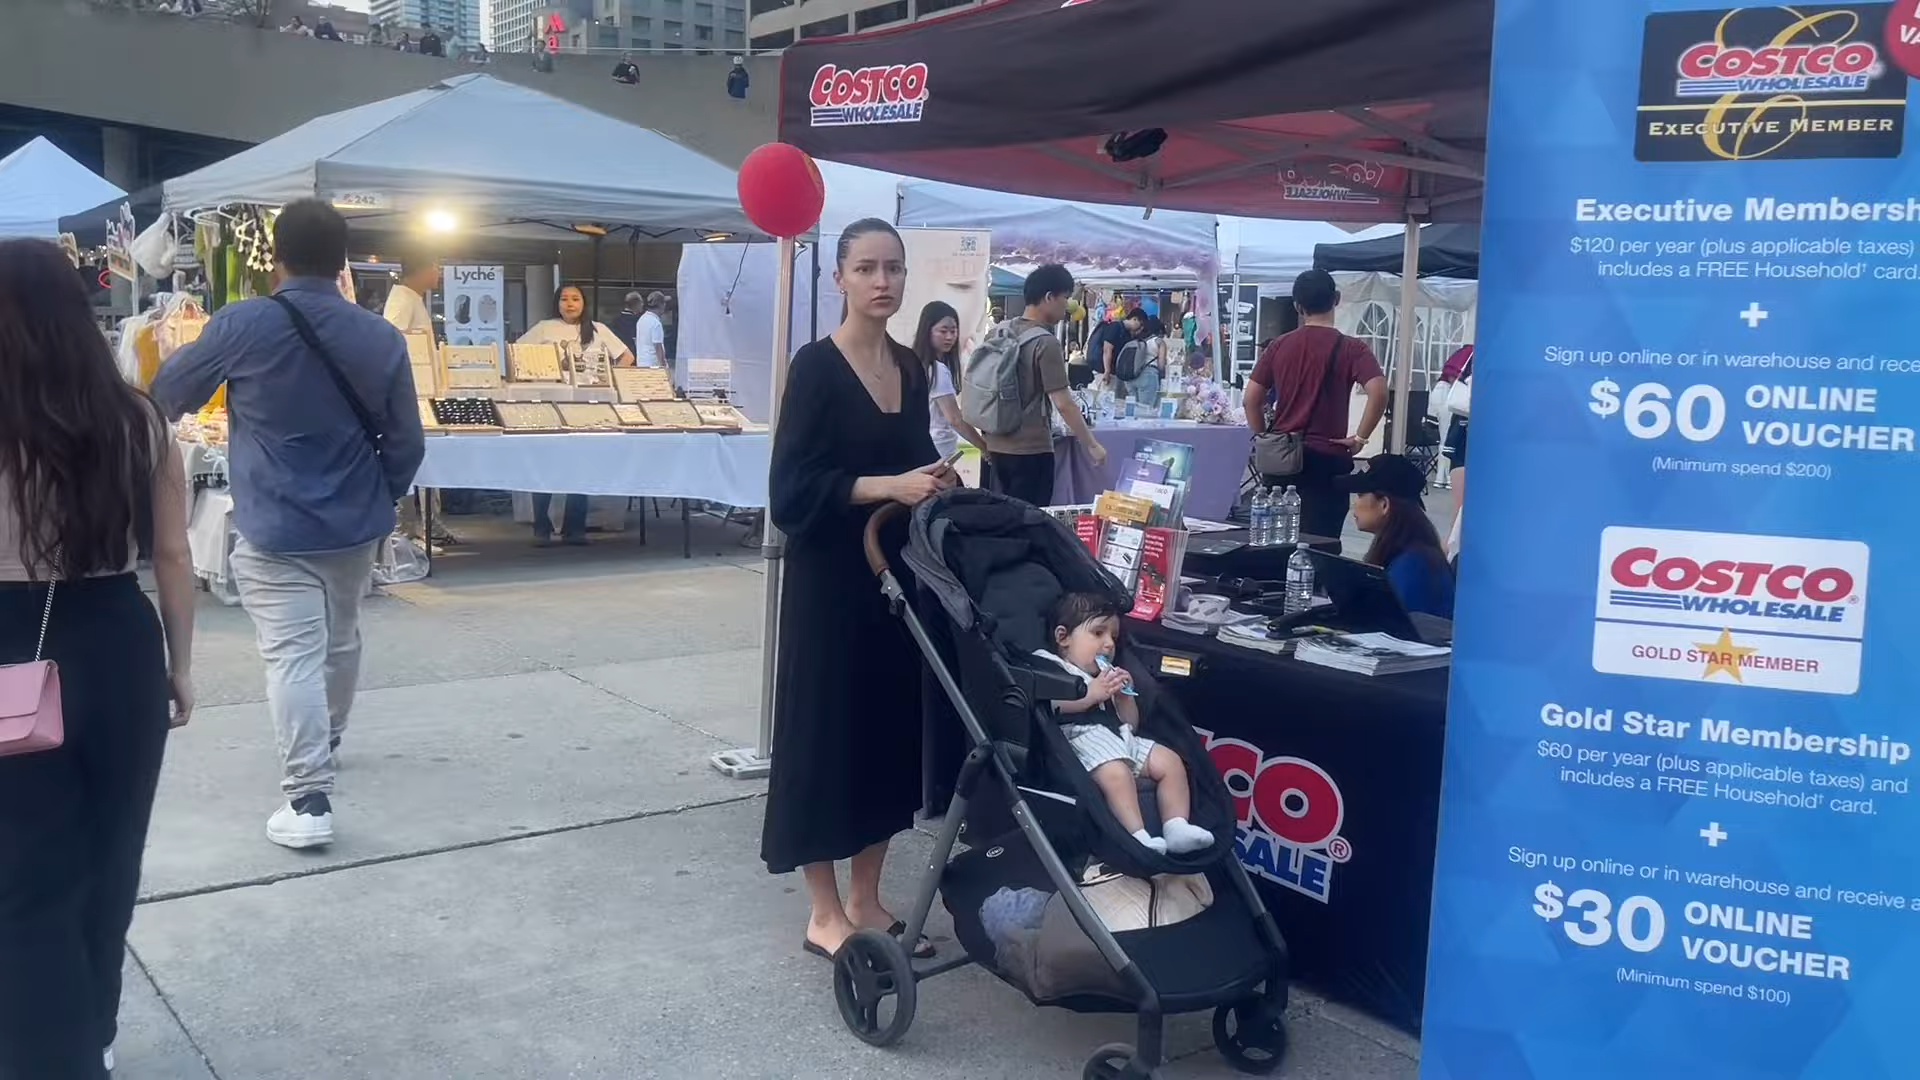 COSTCO
WHOLESALE
242
Lyché
COSTCO
WHOLESALE
EXECUTIVE MEMBER
Executive
$120 per year (plus applicable taxes)
includes a FREE Household† card.
+
Sign up online or in warehouse and
$60 ONLINE
VOUCHER
(Minimum spend $200)
COSTCO
WHOLESALE
GOLD STAR MEMBER
Gold Star Membership
$60 per year (plus applicable taxes) and
includes a FREE Household† card.
+
Sign up online or in warehouse and receive
$30 ONLINE
VOUCHER
(Minimum spend $100)